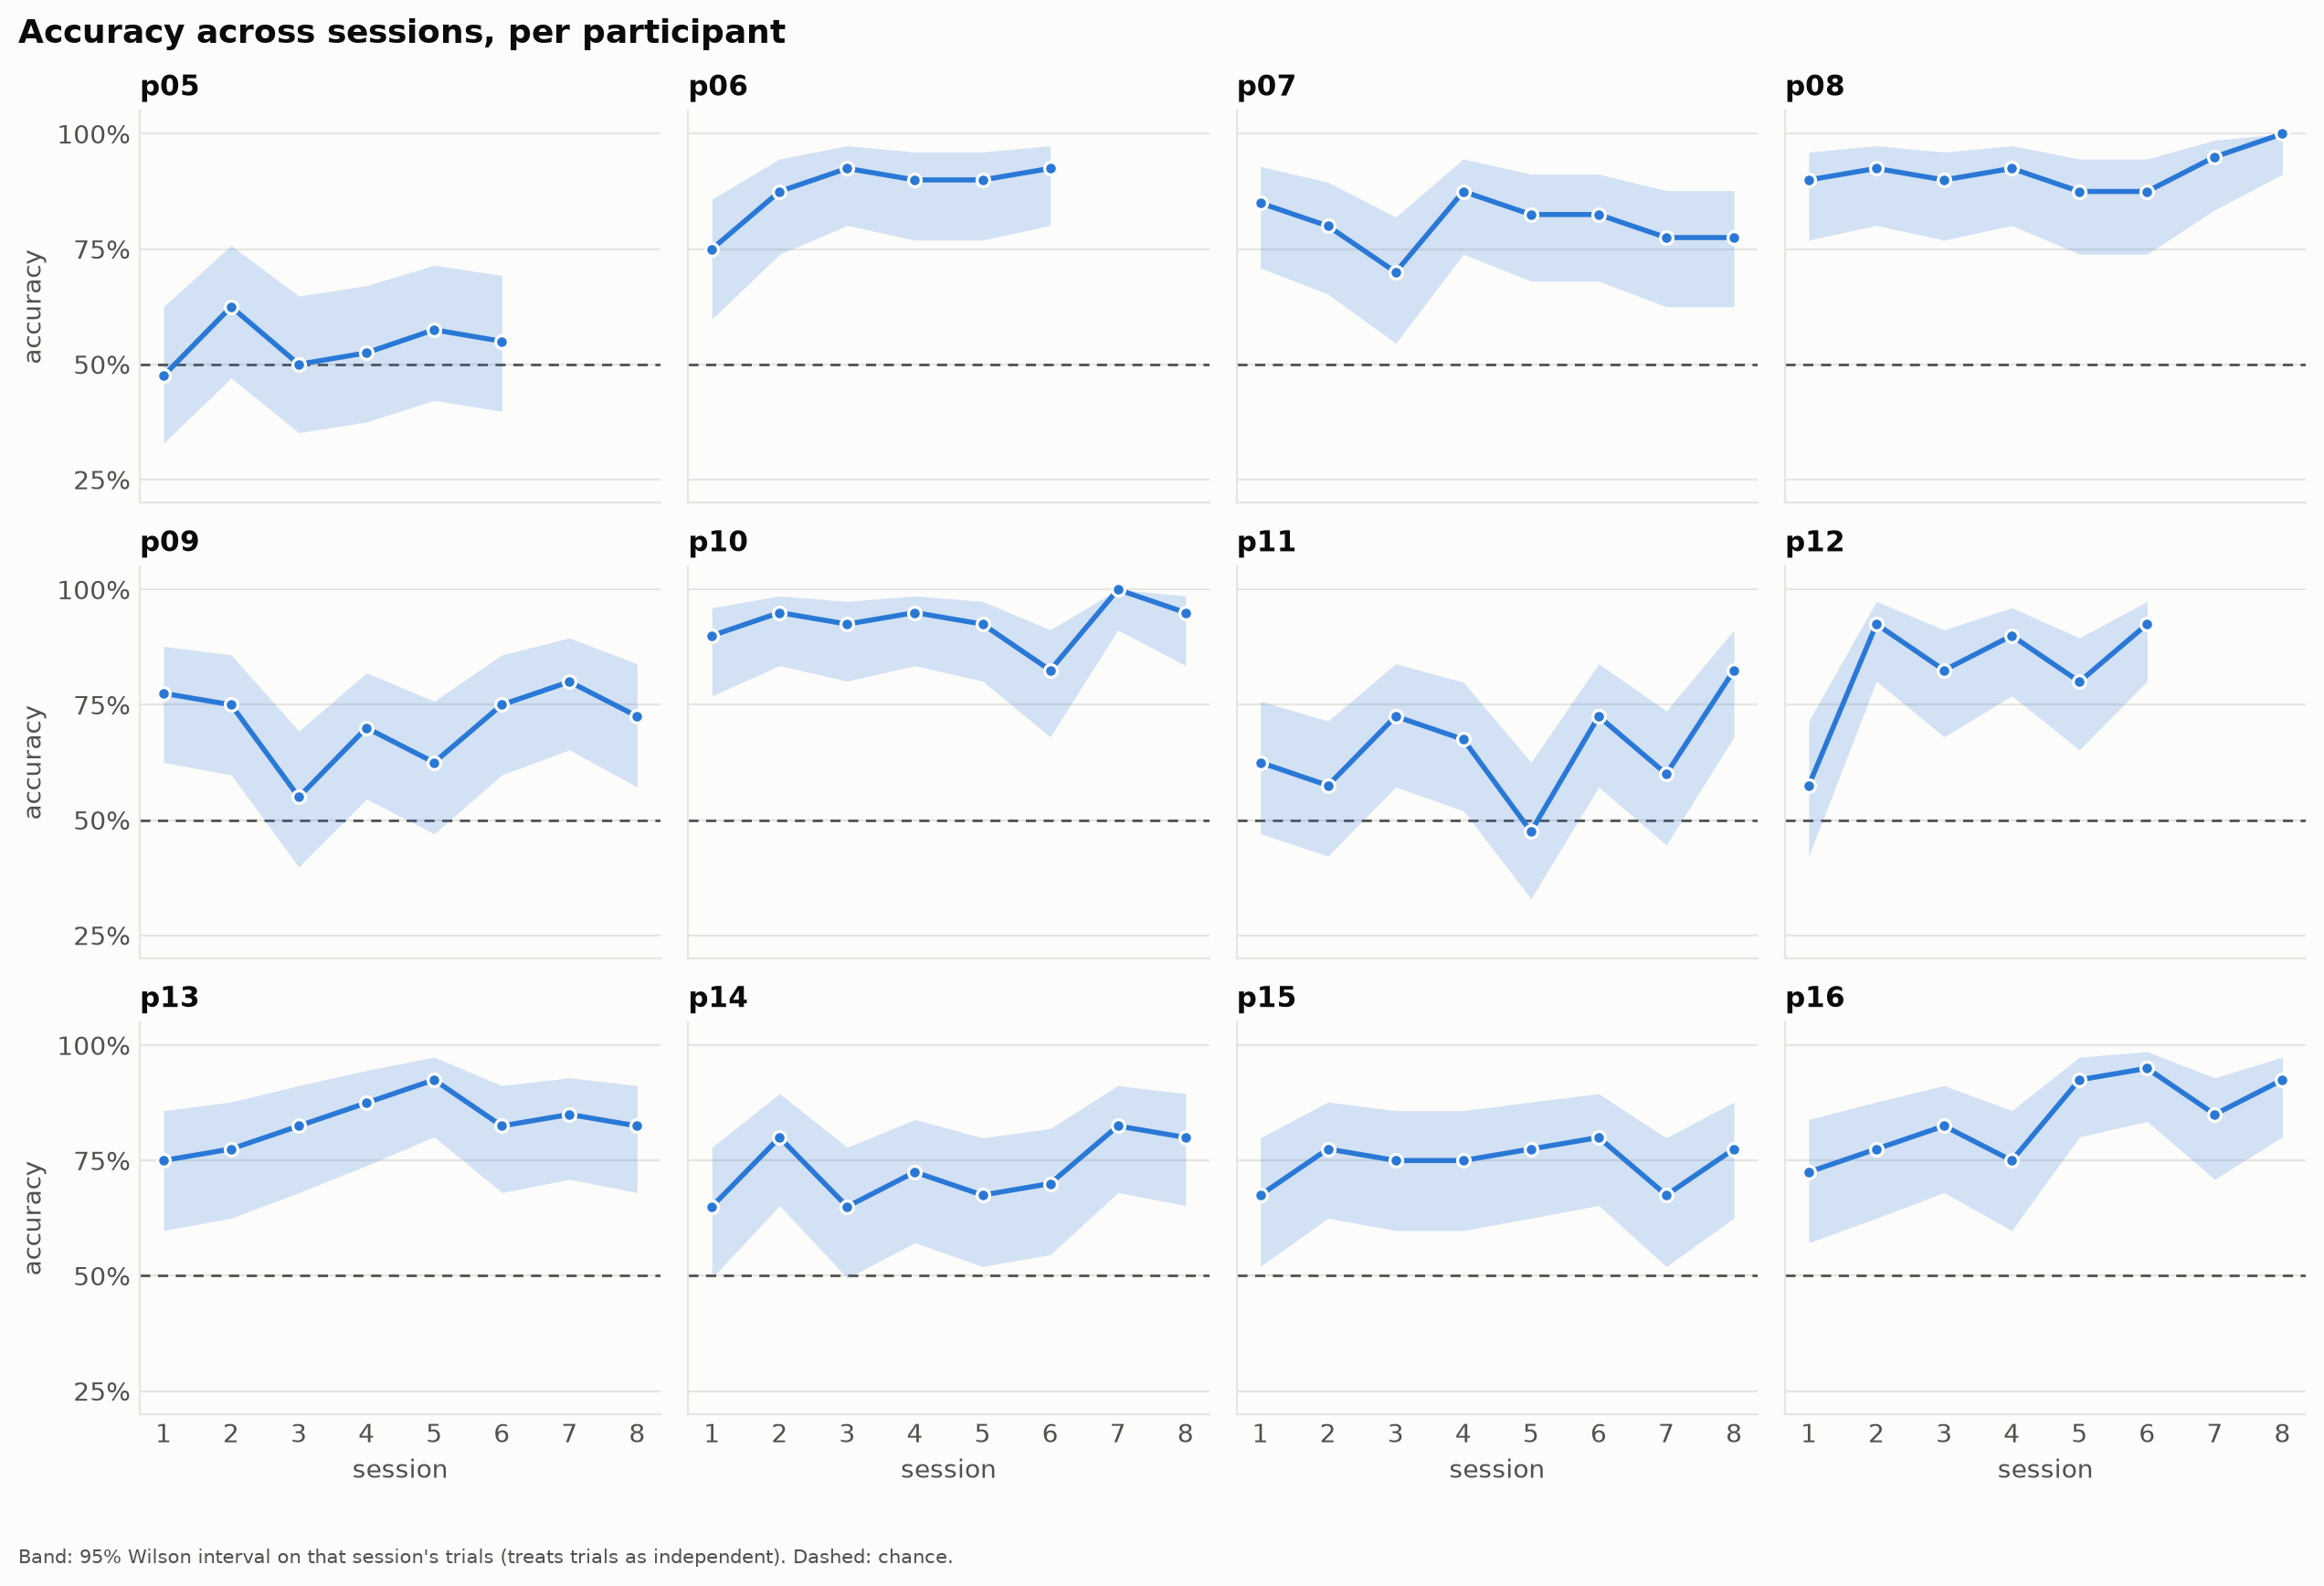 Accuracy across sessions, per participant
p05 p06 p07 p08
100%
75%
50%
25%
accuracy
p09 p10 p11 p12
100%
75%
50%
25%
accuracy
p13 p14 p15 p16
100%
75%
50%
25%
accuracy
1 2 3 4 5 6 7 8 1 2 3 4 5 6 7 8 1 2 3 4 5 6 7 8 1 2 3 4 5 6 7 8
session session session session
Band: 95% Wilson interval on that session's trials (treats trials as independent). Dashed: chance.